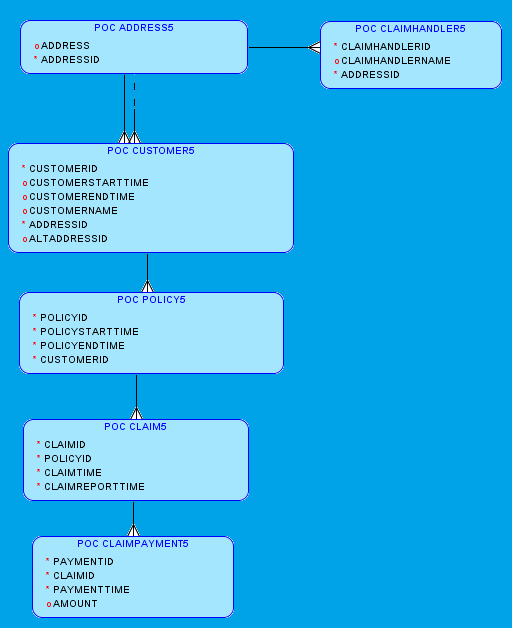 POC ADDRESS5
o ADDRESS
* ADDRESSID
POC CLAIMHANDLER5
* CLAIMHANDLERID
o CLAIMHANDLERNAME
* ADDRESSID
POC CUSTOMER5
* CUSTOMERID
o CUSTOMERSTARTTIME
o CUSTOMERENDTIME
o CUSTOMERNAME
* ADDRESSID
o ALTADDRESSID
POC POLICY5
* POLICYID
* POLICYSTARTTIME
* POLICYENDTIME
* CUSTOMERID
POC CLAIM5
* CLAIMID
* POLICYID
* CLAIMTIME
* CLAIMREPORTTIME
POC CLAIMPAYMENT5
* PAYMENTID
* CLAIMID
* PAYMENTTIME
o AMOUNT